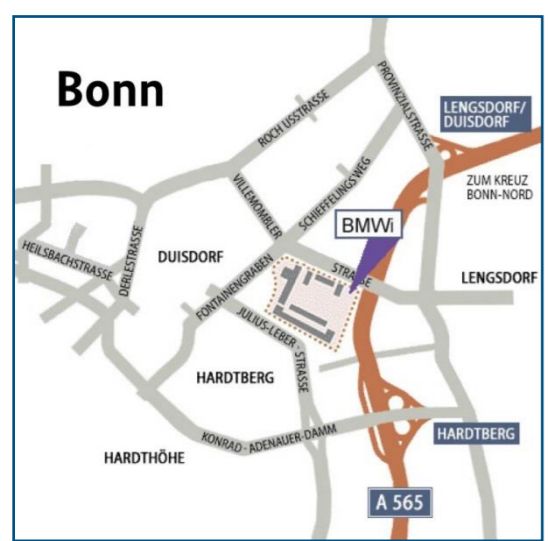 Bonn
PROVINZIALSTRASSE
LENGSDORF/
DUISDORF
ROCHUSSTRASSE
ZUM KREUZ
BONN-NORD
SCHIEFFELINGSWEG
VILLEMOMBLER
STRASSE
BMWi
DUISDORF
HEILSBACHSTRASSE
DERLESTRASSE
FONTAINENGRABEN
LENGSDORF
JULIUS-LEBER-
STRASSE
HARDTBERG
KONRAD-ADENAUER-DAMM
HARDTBERG
HARDTHÖHE
A 565